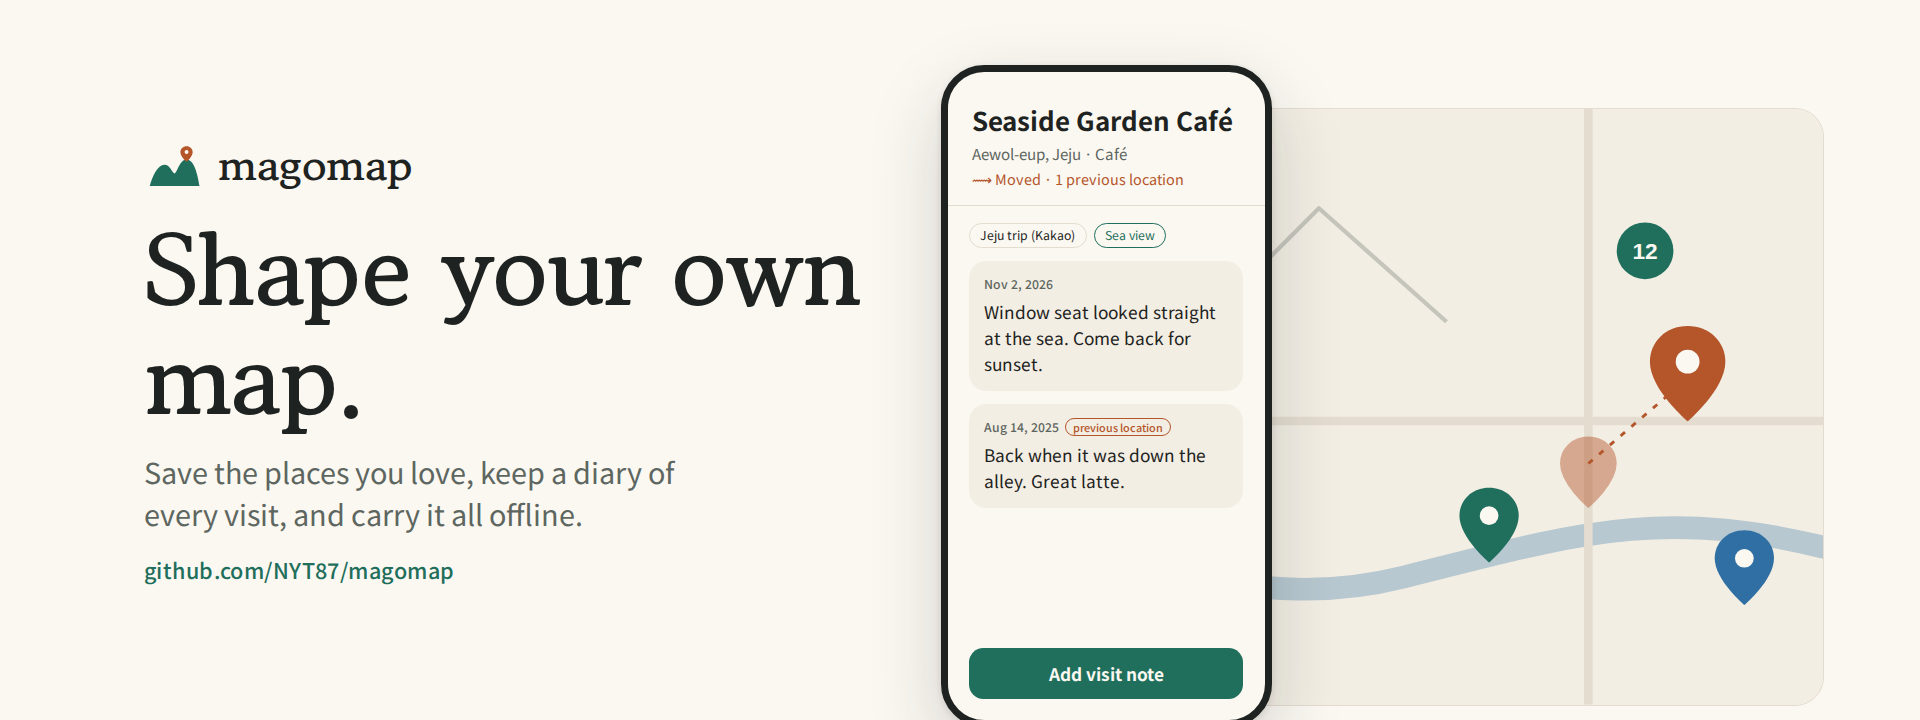 magomap
Shape your own
map.
Save the places you love, keep a diary of
every visit, and carry it all offline.
github.com/NYT87/magomap
Seaside Garden Café
Aewol-eup, Jeju · Café
⟿ Moved · 1 previous location
Jeju trip (Kakao)
Sea view
Nov 2, 2026
Window seat looked straight
at the sea. Come back for
sunset.
Aug 14, 2025 previous location
Back when it was down the
alley. Great latte.
Add visit note
12